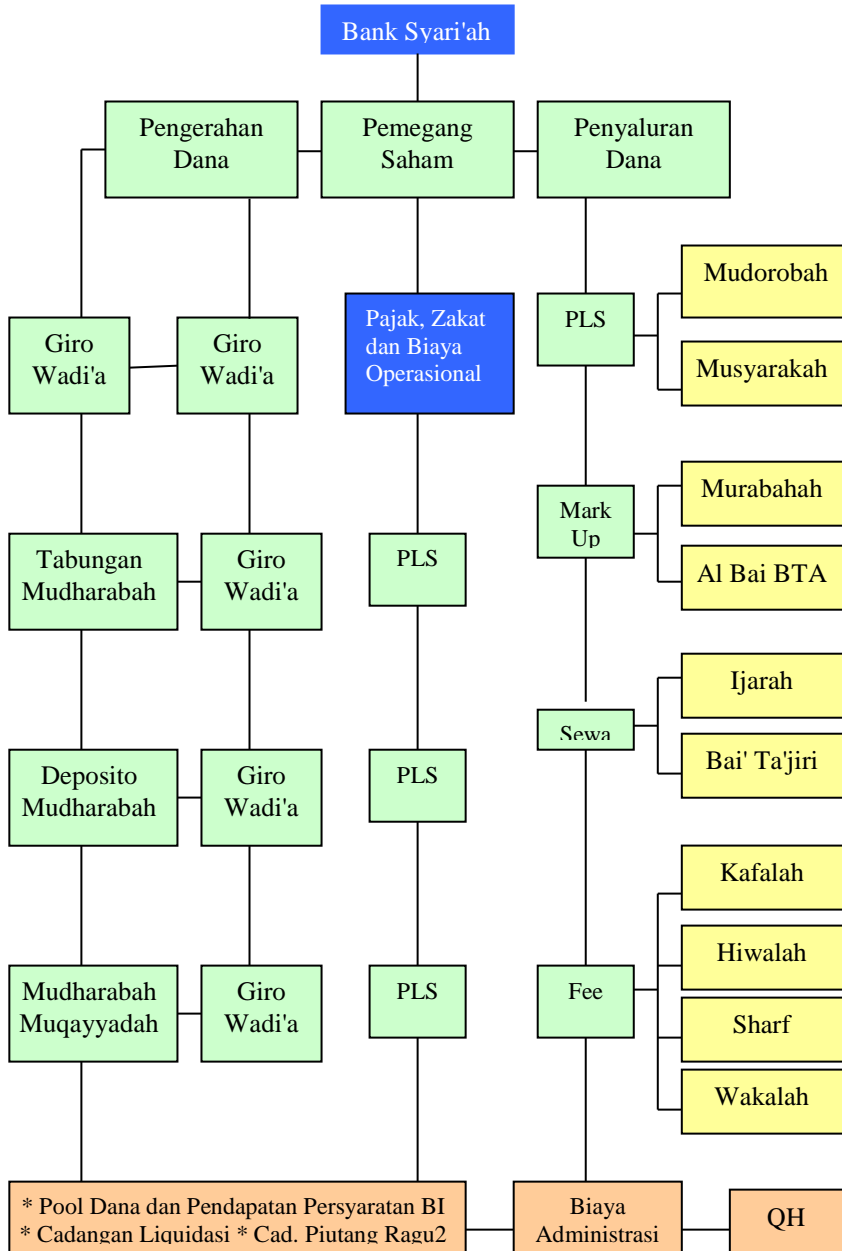 Bank Syari'ah
Pengerahan
Dana
Pemegang
Saham
Penyaluran
Dana
Giro
Wadi'a
Giro
Wadi'a
Pajak, Zakat
dan Biaya
Operasional
PLS
Mudorobah
Musyarakah
Tabungan
Mudharabah
Giro
Wadi'a
PLS
Mark
Up
Murabahah
Al Bai BTA
Deposito
Mudharabah
Giro
Wadi'a
PLS
Sewa
Ijarah
Bai' Ta'jiri
Mudharabah
Muqayyadah
Giro
Wadi'a
PLS
Fee
Kafalah
Hiwalah
Sharf
Wakalah
* Pool Dana dan Pendapatan Persyaratan BI
* Cadangan Liquidasi * Cad. Piutang Ragu2
Biaya
Administrasi
QH